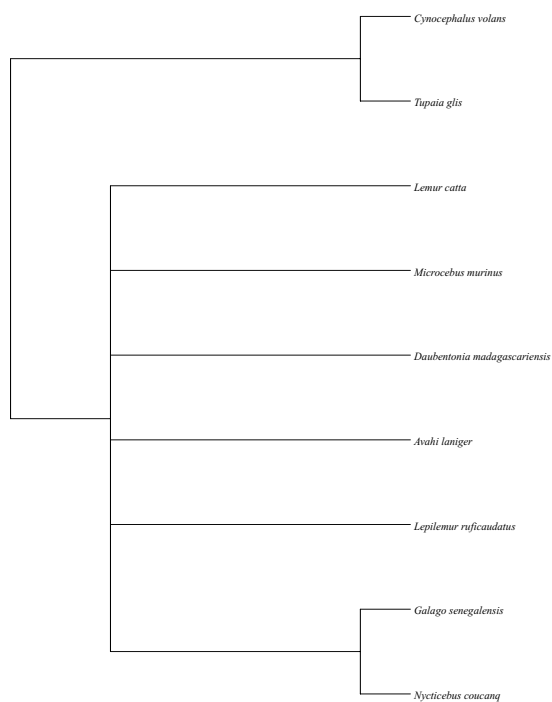 Cynocephalus volans
Tupaia glis
Lemur catta
Microcebus murinus
Daubentonia madagascariensis
Avahi laniger
Lepilemur ruficaudatus
Galago senegalensis
Nycticebus coucanq